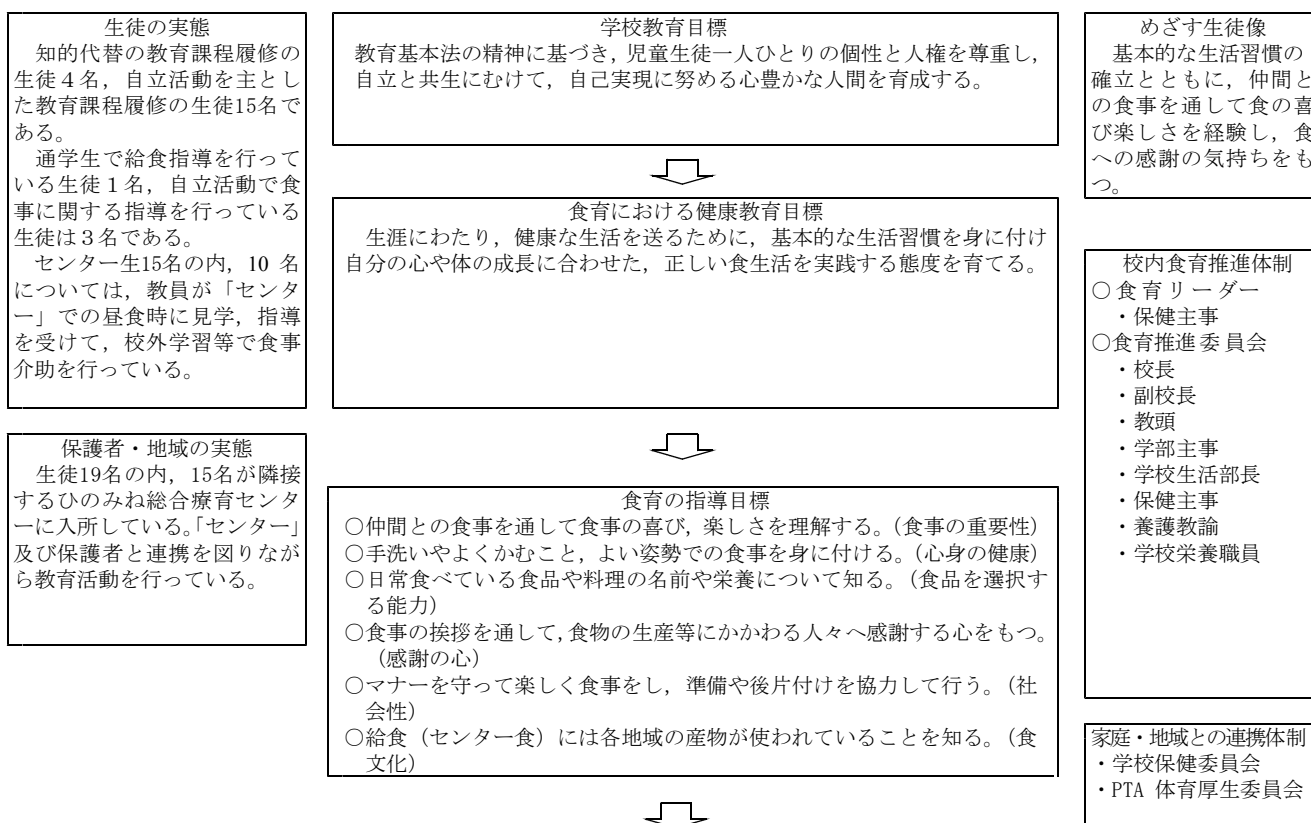 生徒の実態
知的代替の教育課程履修の
生徒４名，自立活動を主とし
た教育課程履修の生徒15名で
ある。
通学生で給食指導を行って
いる生徒１名，自立活動で食
事に関する指導を行っている
生徒は３名である。
センター生15名の内，10 名
については，教員が「センタ
ー」での昼食時に見学，指導
を受けて，校外学習等で食事
介助を行っている。
保護者・地域の実態
生徒19名の内，15名が隣接
するひのみね総合療育センタ
ーに入所している。「センター」
及び保護者と連携を図りなが
ら教育活動を行っている。
学校教育目標
教育基本法の精神に基づき，児童生徒一人ひとりの個性と人権を尊重し，
自立と共生にむけて，自己実現に努める心豊かな人間を育成する。
食育における健康教育目標
生涯にわたり，健康な生活を送るために，基本的な生活習慣を身に付け
自分の心や体の成長に合わせた，正しい食生活を実践する態度を育てる。
食育の指導目標
○仲間との食事を通して食事の喜び，楽しさを理解する。（食事の重要性）
○手洗いやよくかむこと，よい姿勢での食事を身に付ける。（心身の健康）
○日常食べている食品や料理の名前や栄養について知る。（食品を選択す
る能力）
○食事の挨拶を通して，食物の生産等にかかわる人々へ感謝する心をもつ。
（感謝の心）
○マナーを守って楽しく食事をし，準備や後片付けを協力して行う。（社
会性）
○給食（センター食）には各地域の産物が使われていることを知る。（食
文化）
めざす生徒像
基本的な生活習慣の
確立とともに，仲間と
の食事を通して食の喜
び楽しさを経験し，食
への感謝の気持ちをも
つ。
校内食育推進体制
○食育リーダー
・保健主事
○食育推進委員会
・校長
・副校長
・教頭
・学部主事
・学校生活部長
・保健主事
・養護教諭
・学校栄養職員
家庭・地域との連携体制
・学校保健委員会
・PTA 体育厚生委員会